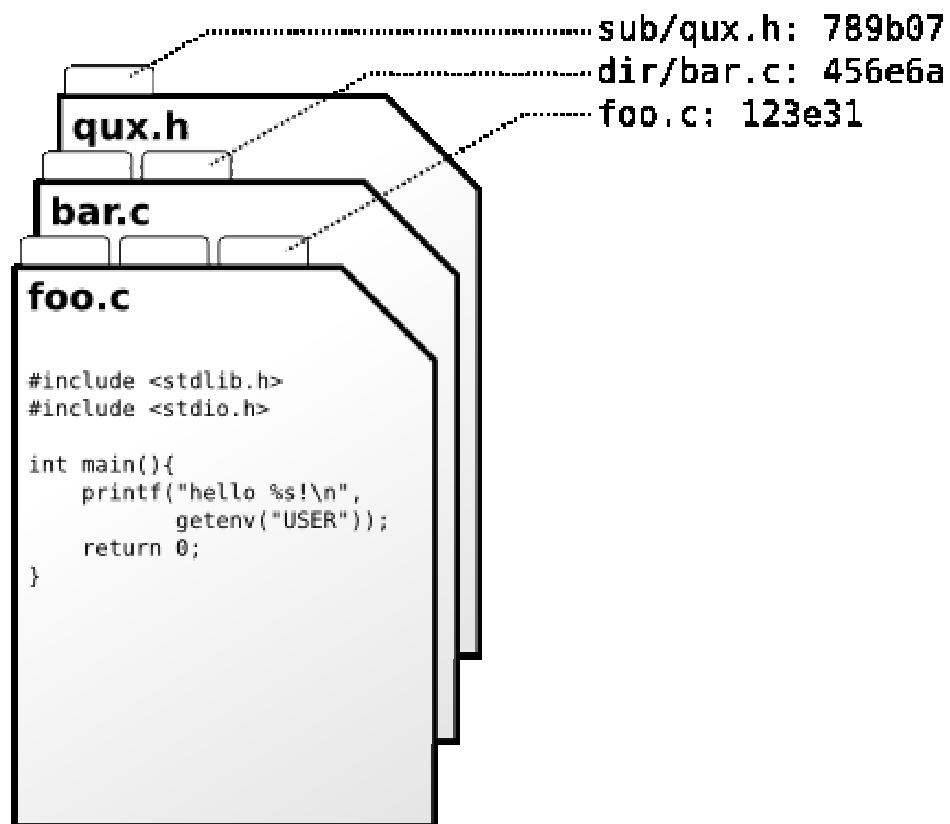 sub/qux.h: 789b07
dir/bar.c: 456e6a
foo.c: 123e31
qux.h
bar.c
foo.c
#include <stdlib.h>
#include <stdio.h>
int main(){
    printf("hello %s!\n",
           getenv("USER"));
    return 0;
}